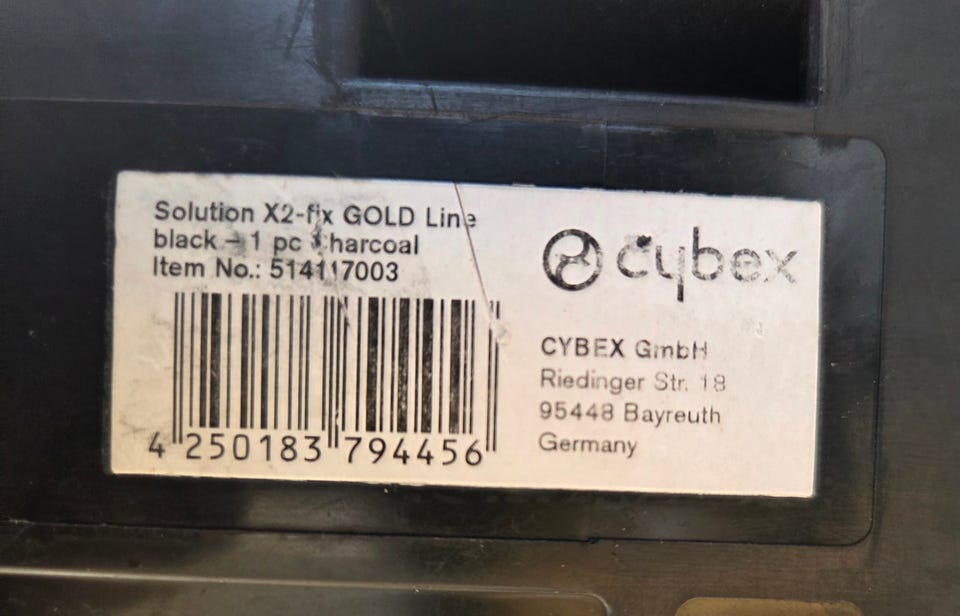 Solution X2-fix GOLD Line
black - 1 pc Charcoal
Item No.: 514117003
4 250183 794456
cybex
CYBEX GmbH
Riedinger Str. 18
95448 Bayreuth
Germany